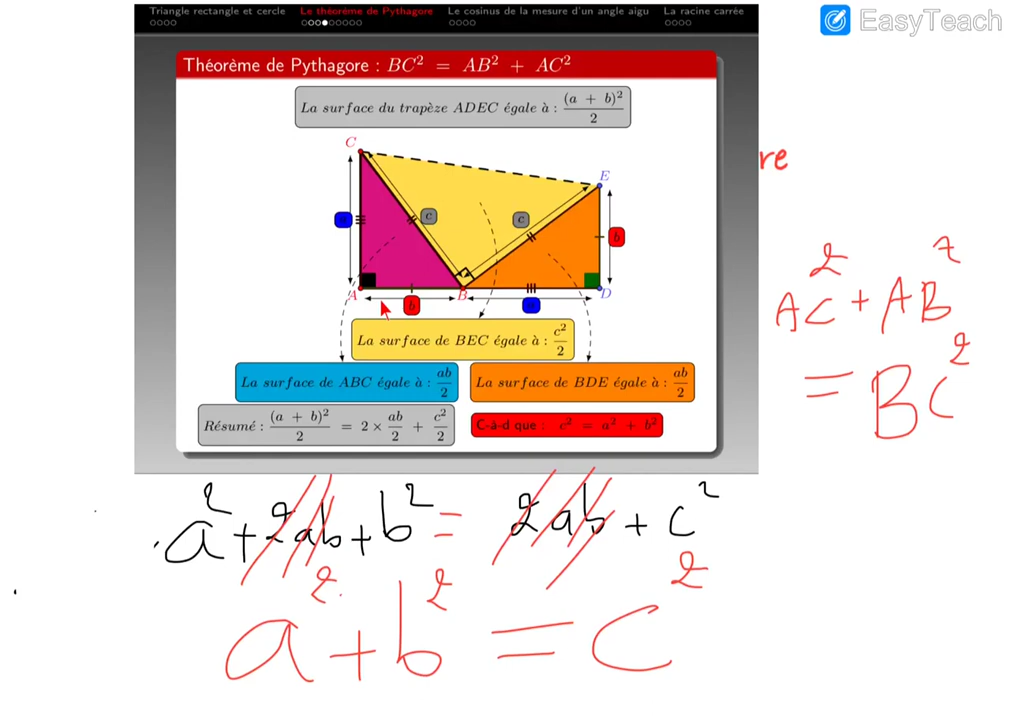 Triangle rectangle et cercle Le théorème de Pythagore Le cosinus de la mesure d'un angle aigu La racine carrée
EasyTeach
Théorème de Pythagore : BC² = AB² + AC²
La surface du trapèze ADEC égale à : (a + b)²/2
re
C
E
a
c
c
b
A
b
B
a
D
La surface de BEC égale à : c²/2
La surface de ABC égale à : ab/2
La surface de BDE égale à : ab/2
Résumé : (a + b)²/2 = 2 × ab/2 + c²/2
C-à-d que : c² = a² + b²
AC² + AB²
= BC²
a² + 2ab + b² = 2ab + c²
a² + b² = c²